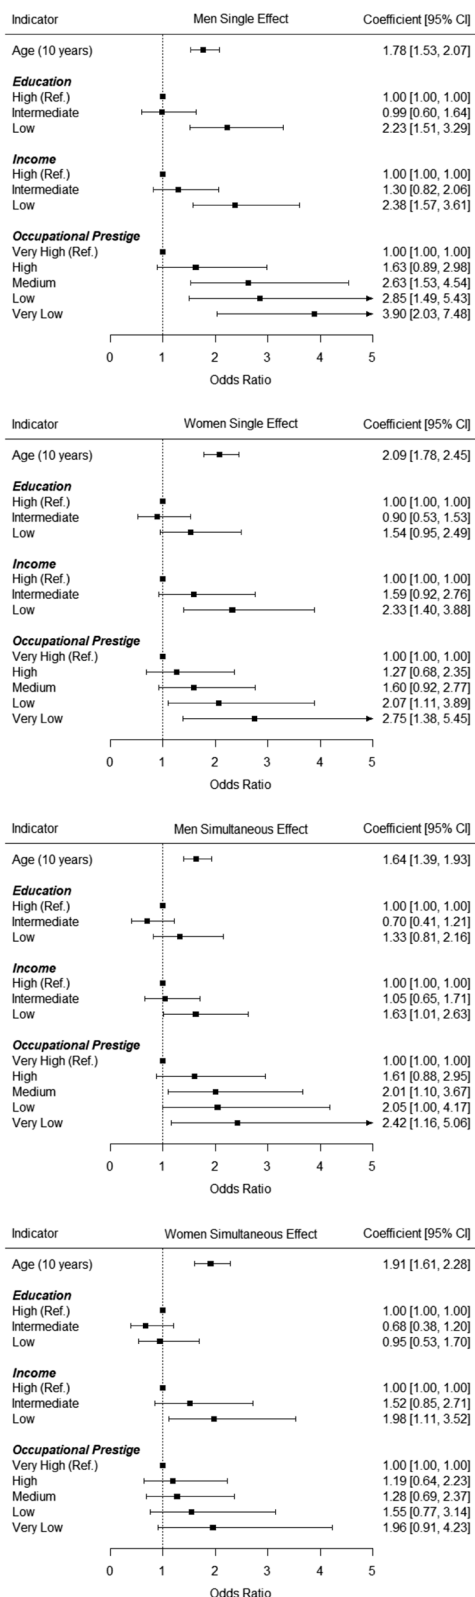 Indicator Men Single Effect Coefficient [95% CI]
Age (10 years) 1.78 [1.53, 2.07]
Education
High (Ref.) 1.00 [1.00, 1.00]
Intermediate 0.99 [0.60, 1.64]
Low 2.23 [1.51, 3.29]
Income
High (Ref.) 1.00 [1.00, 1.00]
Intermediate 1.30 [0.82, 2.06]
Low 2.38 [1.57, 3.61]
Occupational Prestige
Very High (Ref.) 1.00 [1.00, 1.00]
High 1.63 [0.89, 2.98]
Medium 2.63 [1.53, 4.54]
Low 2.85 [1.49, 5.43]
Very Low 3.90 [2.03, 7.48]
0 1 2 3 4 5
Odds Ratio
Indicator Women Single Effect Coefficient [95% CI]
Age (10 years) 2.09 [1.78, 2.45]
Education
High (Ref.) 1.00 [1.00, 1.00]
Intermediate 0.90 [0.53, 1.53]
Low 1.54 [0.95, 2.49]
Income
High (Ref.) 1.00 [1.00, 1.00]
Intermediate 1.59 [0.92, 2.76]
Low 2.33 [1.40, 3.88]
Occupational Prestige
Very High (Ref.) 1.00 [1.00, 1.00]
High 1.27 [0.68, 2.35]
Medium 1.60 [0.92, 2.77]
Low 2.07 [1.11, 3.89]
Very Low 2.75 [1.38, 5.45]
0 1 2 3 4 5
Odds Ratio
Indicator Men Simultaneous Effect Coefficient [95% CI]
Age (10 years) 1.64 [1.39, 1.93]
Education
High (Ref.) 1.00 [1.00, 1.00]
Intermediate 0.70 [0.41, 1.21]
Low 1.33 [0.81, 2.16]
Income
High (Ref.) 1.00 [1.00, 1.00]
Intermediate 1.05 [0.65, 1.71]
Low 1.63 [1.01, 2.63]
Occupational Prestige
Very High (Ref.) 1.00 [1.00, 1.00]
High 1.61 [0.88, 2.95]
Medium 2.01 [1.10, 3.67]
Low 2.05 [1.00, 4.17]
Very Low 2.42 [1.16, 5.06]
0 1 2 3 4 5
Odds Ratio
Indicator Women Simultaneous Effect Coefficient [95% CI]
Age (10 years) 1.91 [1.61, 2.28]
Education
High (Ref.) 1.00 [1.00, 1.00]
Intermediate 0.68 [0.38, 1.20]
Low 0.95 [0.53, 1.70]
Income
High (Ref.) 1.00 [1.00, 1.00]
Intermediate 1.52 [0.85, 2.71]
Low 1.98 [1.11, 3.52]
Occupational Prestige
Very High (Ref.) 1.00 [1.00, 1.00]
High 1.19 [0.64, 2.23]
Medium 1.28 [0.69, 2.37]
Low 1.55 [0.77, 3.14]
Very Low 1.96 [0.91, 4.23]
0 1 2 3 4 5
Odds Ratio